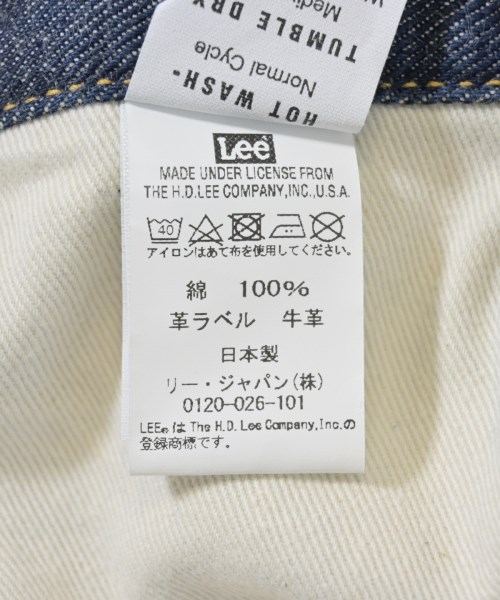 HOT WASH-
Normal Cycle
TUMBLE DRY
Medi
Lee
MADE UNDER LICENSE FROM
THE H.D.LEE COMPANY,INC.,U.S.A.
40
アイロンはあて布を使用してください。
綿 100%
革ラベル 牛革
日本製
リー・ジャパン(株)
0120-026-101
LEE®は The H.D. Lee Company,Inc.の
登録商標です。